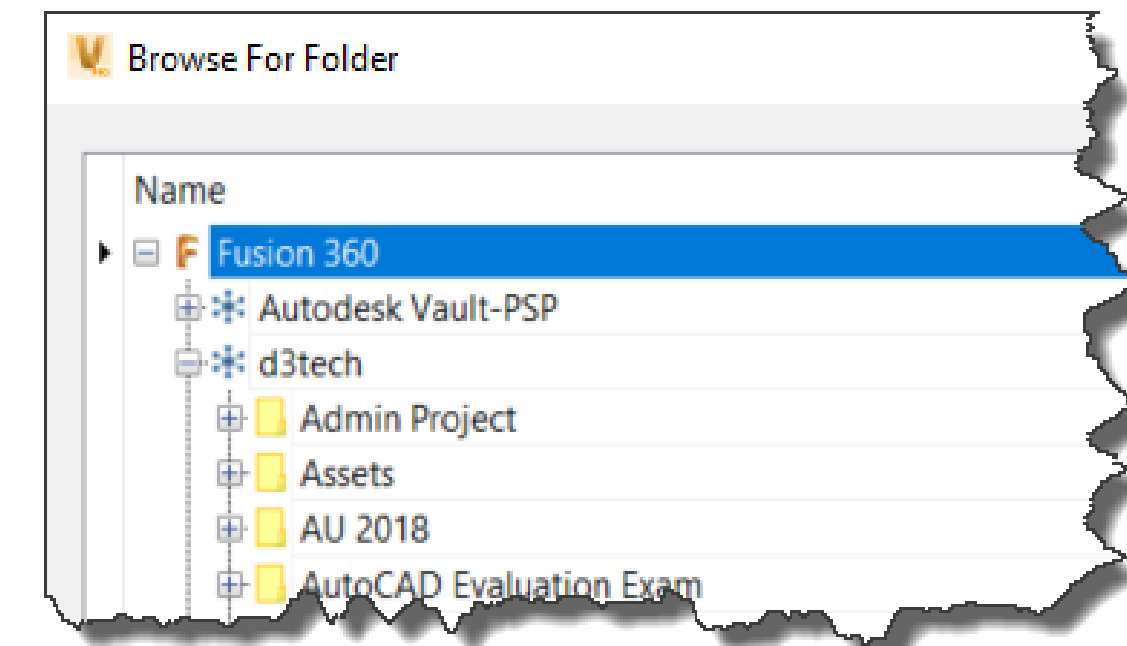 Browse For Folder
Name
Fusion 360
Autodesk Vault-PSP
d3tech
Admin Project
Assets
AU 2018
AutoCAD Evaluation Exam